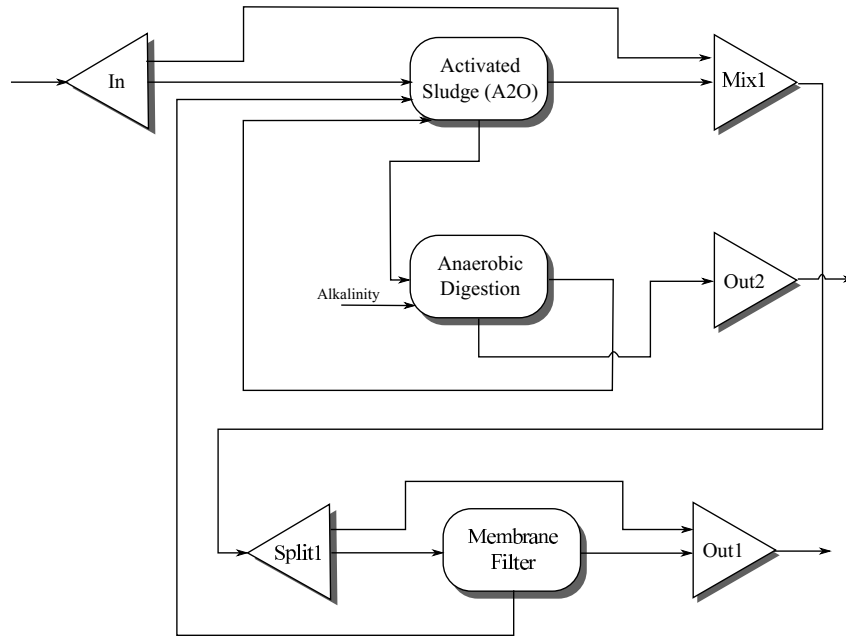 In
Activated
Sludge (A2O)
Mix1
Anaerobic
Digestion
Alkalinity
Out2
Split1
Membrane
Filter
Out1